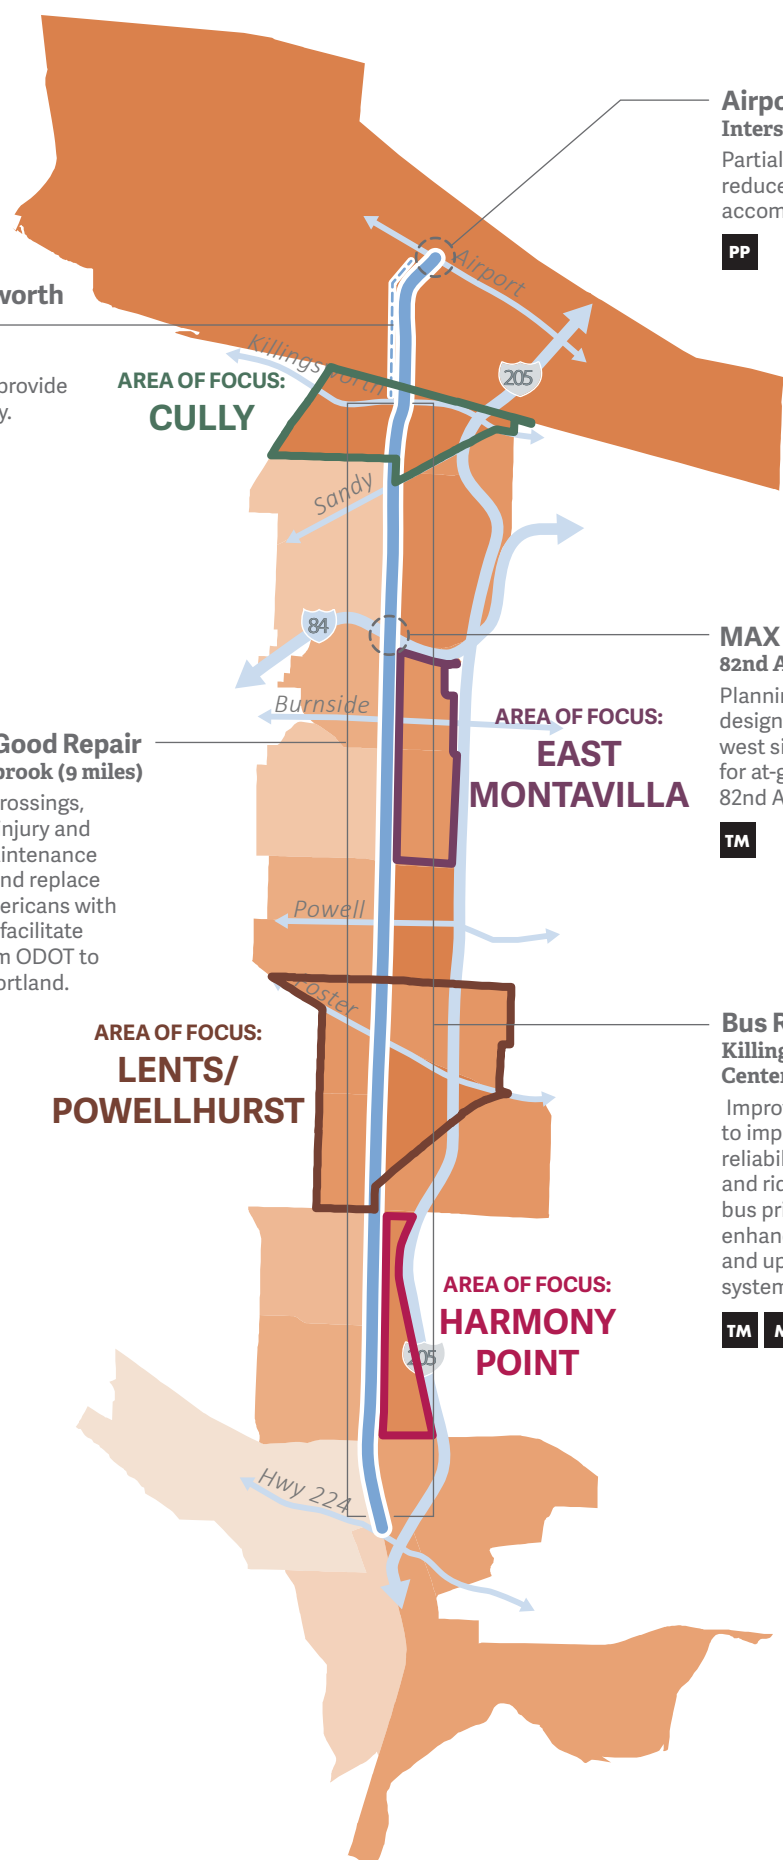 Airpo
Inters
Partial
reduce
accom
PP
Airport
worth
provide
y.
Killingsworth
205
AREA OF FOCUS:
CULLY
Sandy
84
MAX
82nd A
Plannin
design
west si
for at-g
82nd A
TM
Burnside
AREA OF FOCUS:
EAST
MONTAVILLA
Good Repair
brook (9 miles)
rossings,
injury and
intenance
nd replace
ericans with
facilitate
m ODOT to
ortland.
Powell
Foster
AREA OF FOCUS:
LENTS/
POWELLHURST
Bus R
Killing
Center
Improv
to imp
reliabil
and rid
bus pri
enhan
and up
system
TM M
AREA OF FOCUS:
HARMONY
POINT
205
Hwy 224